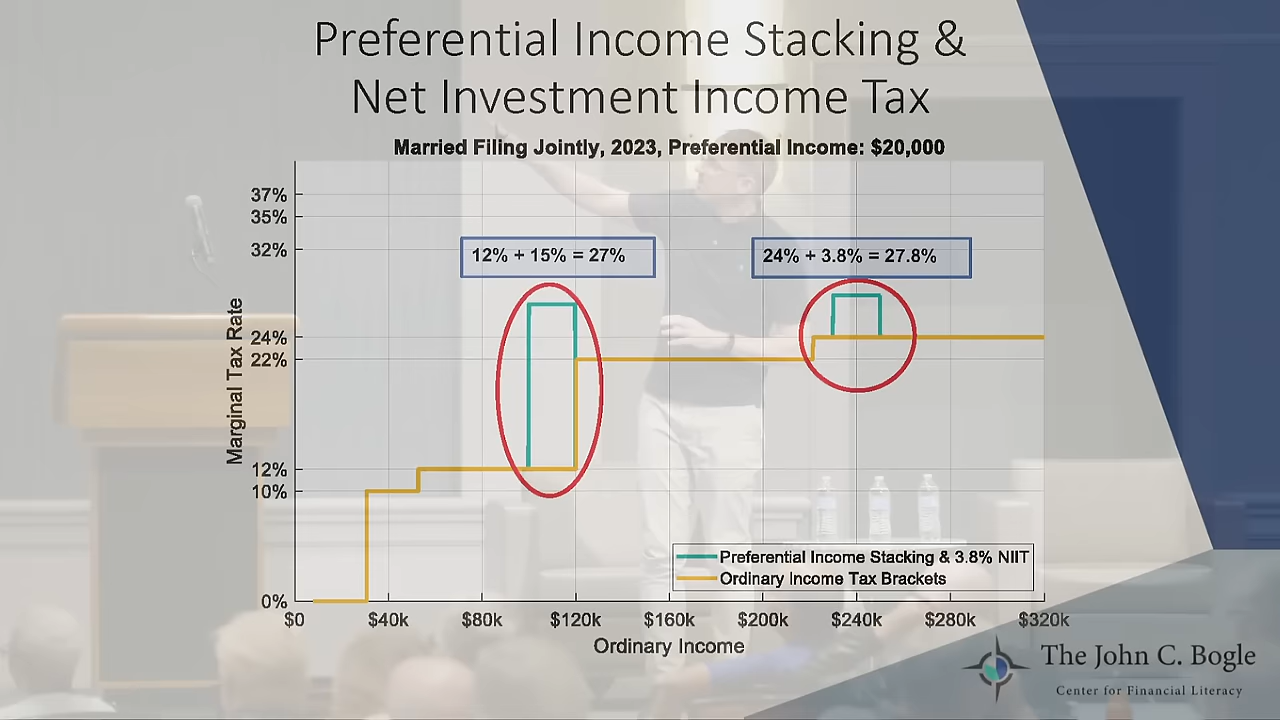 Preferential Income Stacking &
Net Investment Income Tax
Married Filing Jointly, 2023, Preferential Income: $20,000
37%
35%
32%
24%
22%
12%
10%
0%
Marginal Tax Rate
12% + 15% = 27%
24% + 3.8% = 27.8%
Preferential Income Stacking & 3.8% NIIT
Ordinary Income Tax Brackets
$0 $40k $80k $120k $160k $200k $240k $280k $320k
Ordinary Income
The John C. Bogle
Center for Financial Literacy